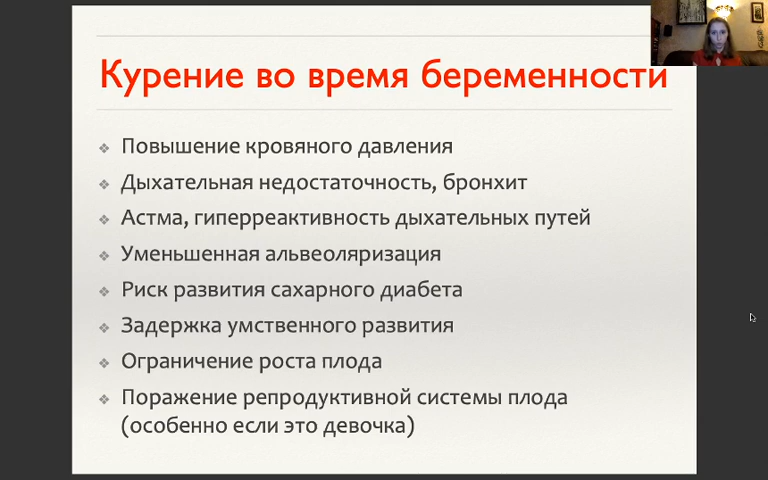 Курение во время беременности
Повышение кровяного давления
Дыхательная недостаточность, бронхит
Астма, гиперреактивность дыхательных путей
Уменьшенная альвеоляризация
Риск развития сахарного диабета
Задержка умственного развития
Ограничение роста плода
Поражение репродуктивной системы плода
(особенно если это девочка)